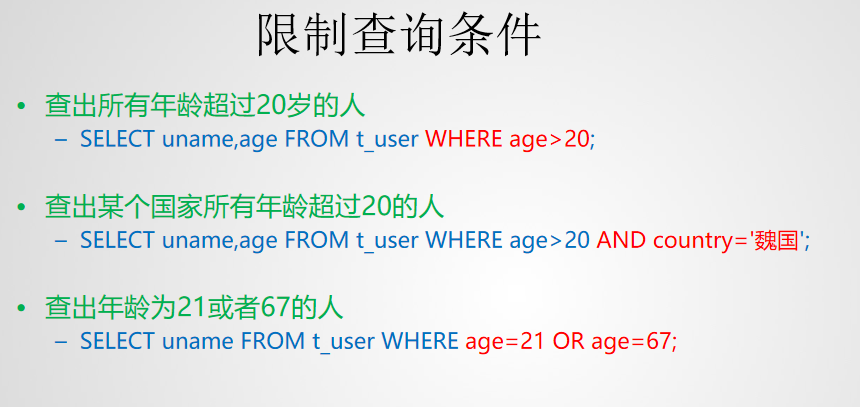 限制查询条件
• 查出所有年龄超过20岁的人
– SELECT uname,age FROM t_user WHERE age>20;
• 查出某个国家所有年龄超过20的人
– SELECT uname,age FROM t_user WHERE age>20 AND country='魏国';
• 查出年龄为21或者67的人
– SELECT uname FROM t_user WHERE age=21 OR age=67;